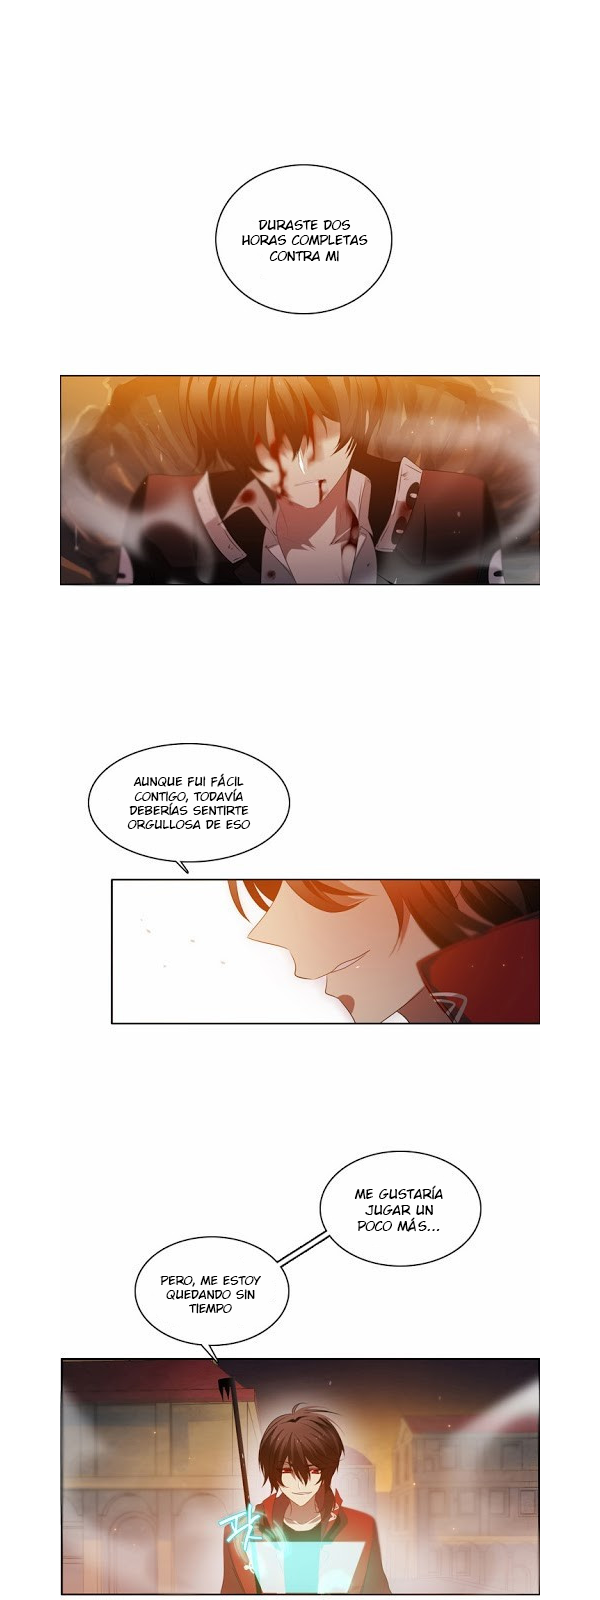 DURASTE DOS
HORAS COMPLETAS
CONTRA MI
AUNQUE FUI FÁCIL
CONTIGO, TODAVÍA
DEBERÍAS SENTIRTE
ORGULLOSA DE ESO
ME GUSTARÍA
JUGAR UN
POCO MÁS...
PERO, ME ESTOY
QUEDANDO SIN
TIEMPO